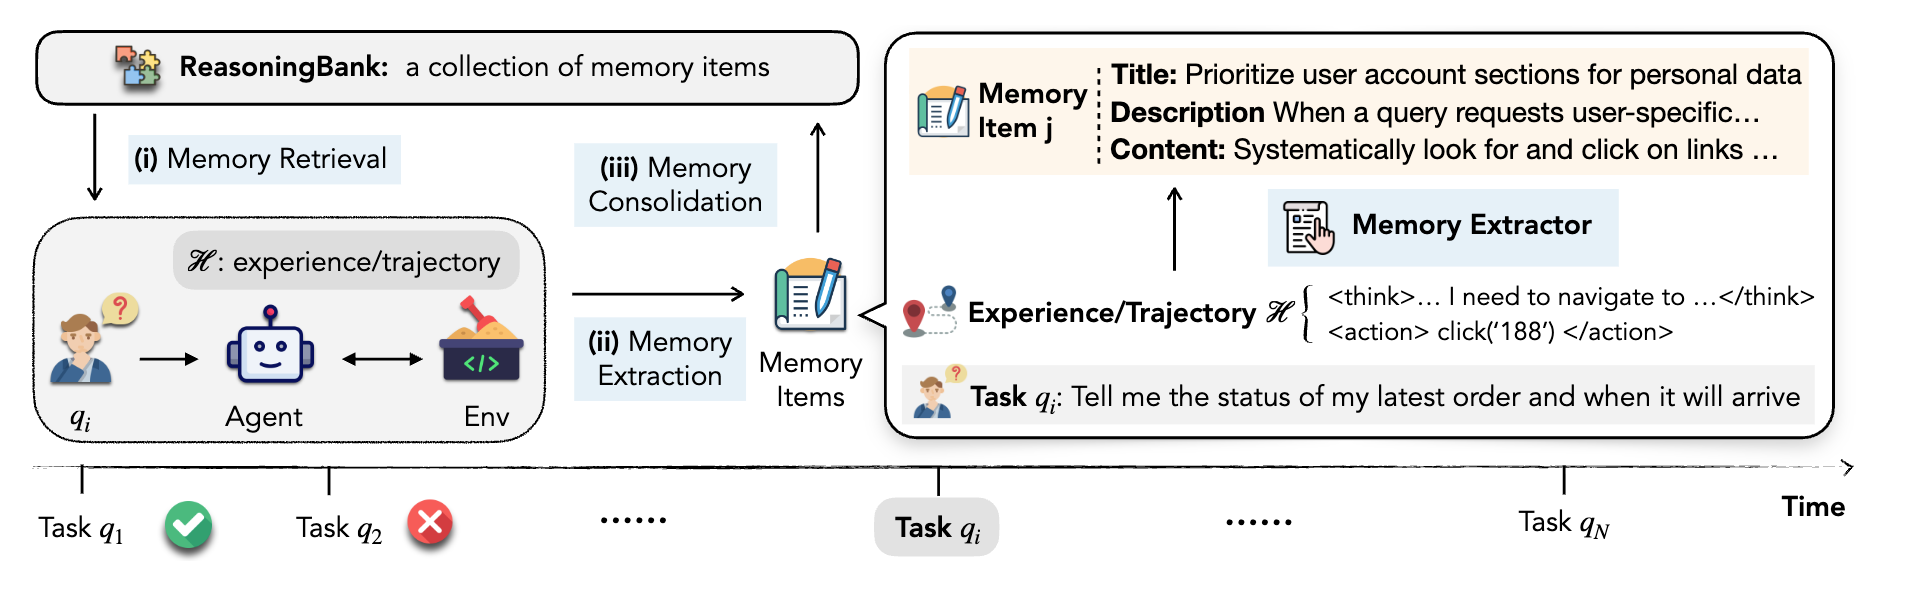 ReasoningBank: a collection of memory items
(i) Memory Retrieval
(iii) Memory
Consolidation
ℋ: experience/trajectory
?
</>
q_i
Agent
Env
(ii) Memory
Extraction
Memory
Items
Memory
Item j
Title: Prioritize user account sections for personal data
Description When a query requests user-specific...
Content: Systematically look for and click on links ...
Memory Extractor
Experience/Trajectory ℋ
<think>... I need to navigate to ...</think>
<action> click('188') </action>
?
Task q_i: Tell me the status of my latest order and when it will arrive
Task q_1
Task q_2
......
Task q_i
......
Task q_N
Time